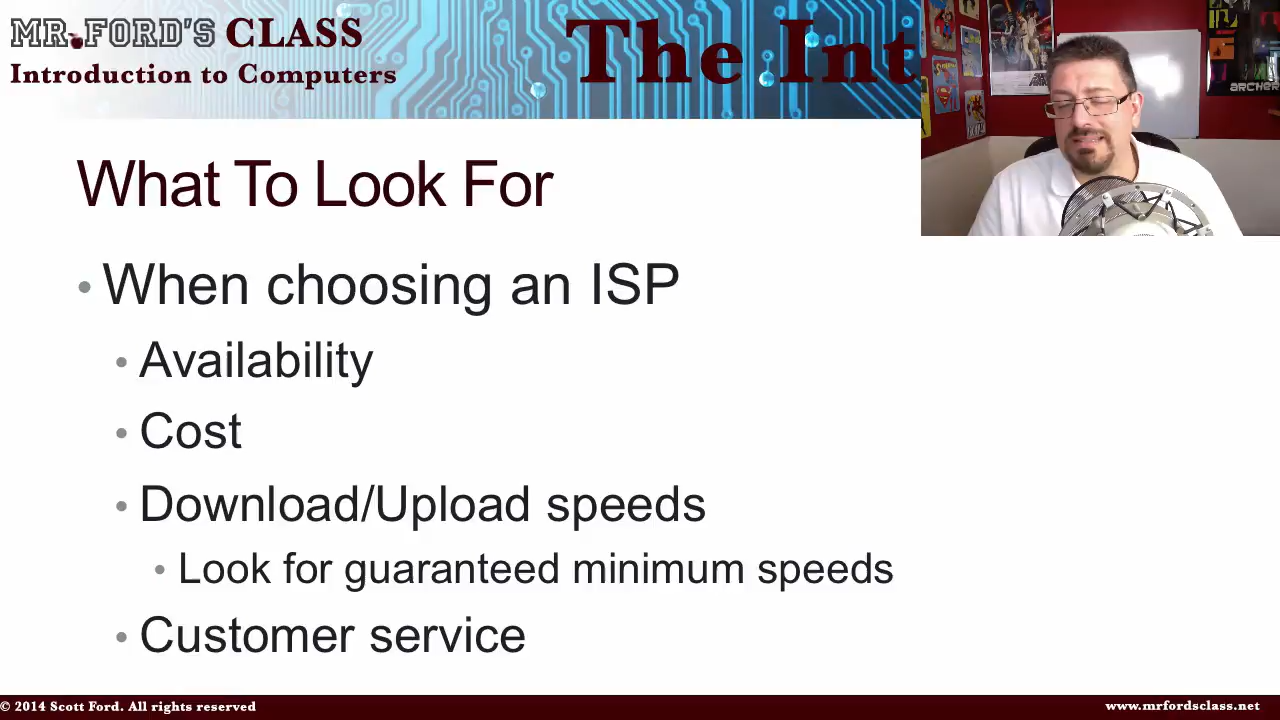 MR.FORD'S CLASS
Introduction to Computers
The Int
ARCHER
What To Look For
• When choosing an ISP
• Availability
• Cost
• Download/Upload speeds
• Look for guaranteed minimum speeds
• Customer service
© 2014 Scott Ford. All rights reserved
www.mrfordsclass.net